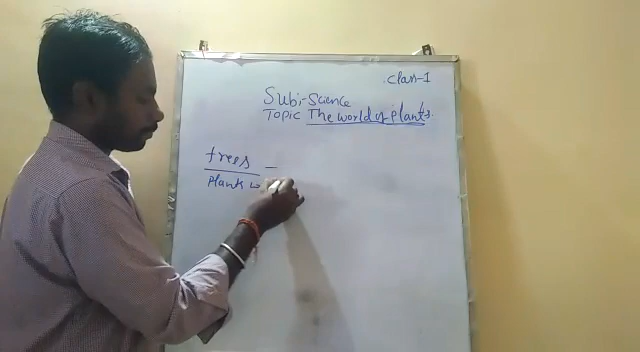 Class-1
Sub:-Science
Topic The world of plants.
trees -
Plants w